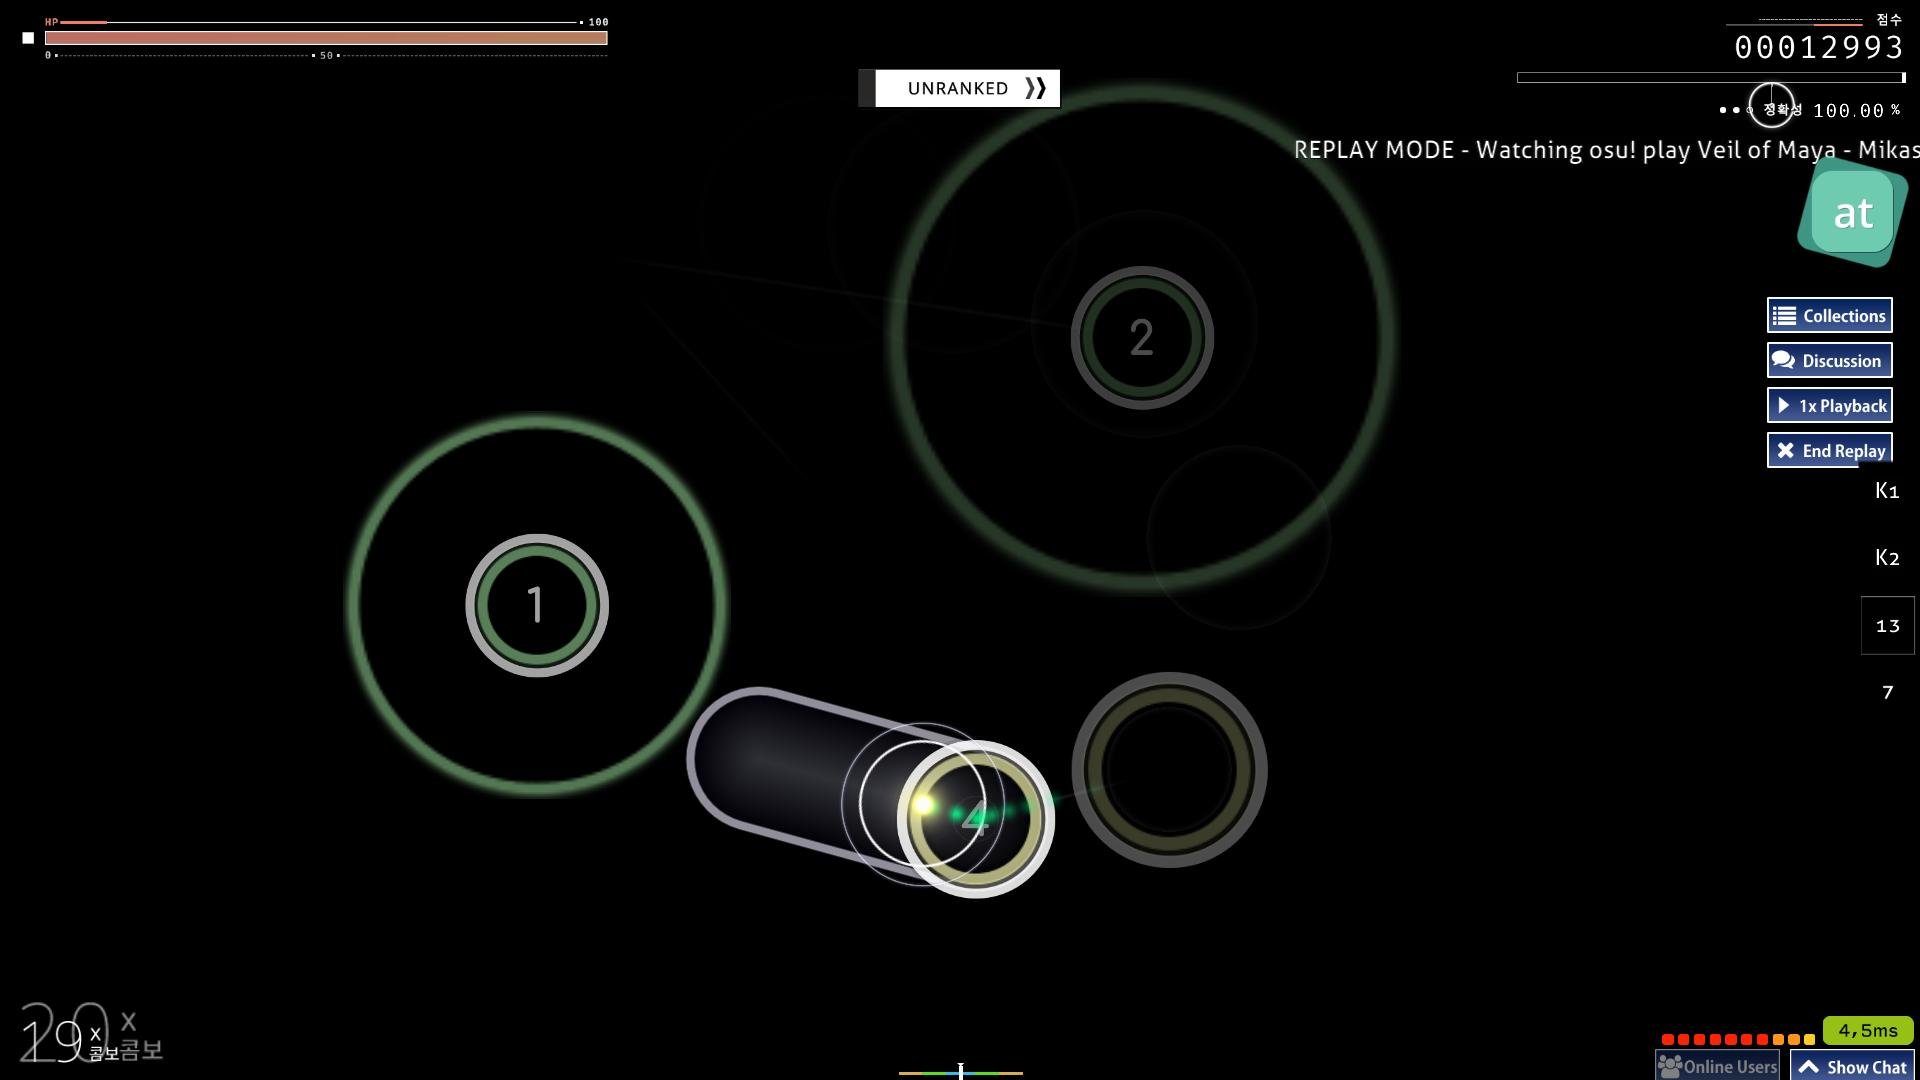 HP 100
0 50
점수
00012993
UNRANKED
정확성 100.00 %
REPLAY MODE - Watching osu! play Veil of Maya - Mikas
at
Collections
Discussion
1x Playback
End Replay
K1
K2
13
7
2
1
4
20x
콤보
19x
콤보
4,5ms
Online Users
Show Chat